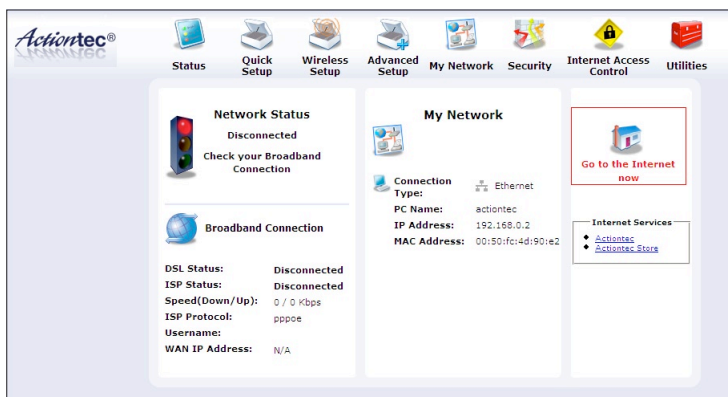 Actiontec®
Status
Quick Setup
Wireless Setup
Advanced Setup
My Network
Security
Internet Access Control
Utilities
Network Status
Disconnected
Check your Broadband
Connection
Broadband Connection
DSL Status: Disconnected
ISP Status: Disconnected
Speed(Down/Up): 0 / 0 Kbps
ISP Protocol: pppoe
Username:
WAN IP Address: N/A
My Network
Connection Type: Ethernet
PC Name: actiontec
IP Address: 192.168.0.2
MAC Address: 00:50:fc:4d:90:e2
Go to the Internet
now
Internet Services
Actiontec
Actiontec Store